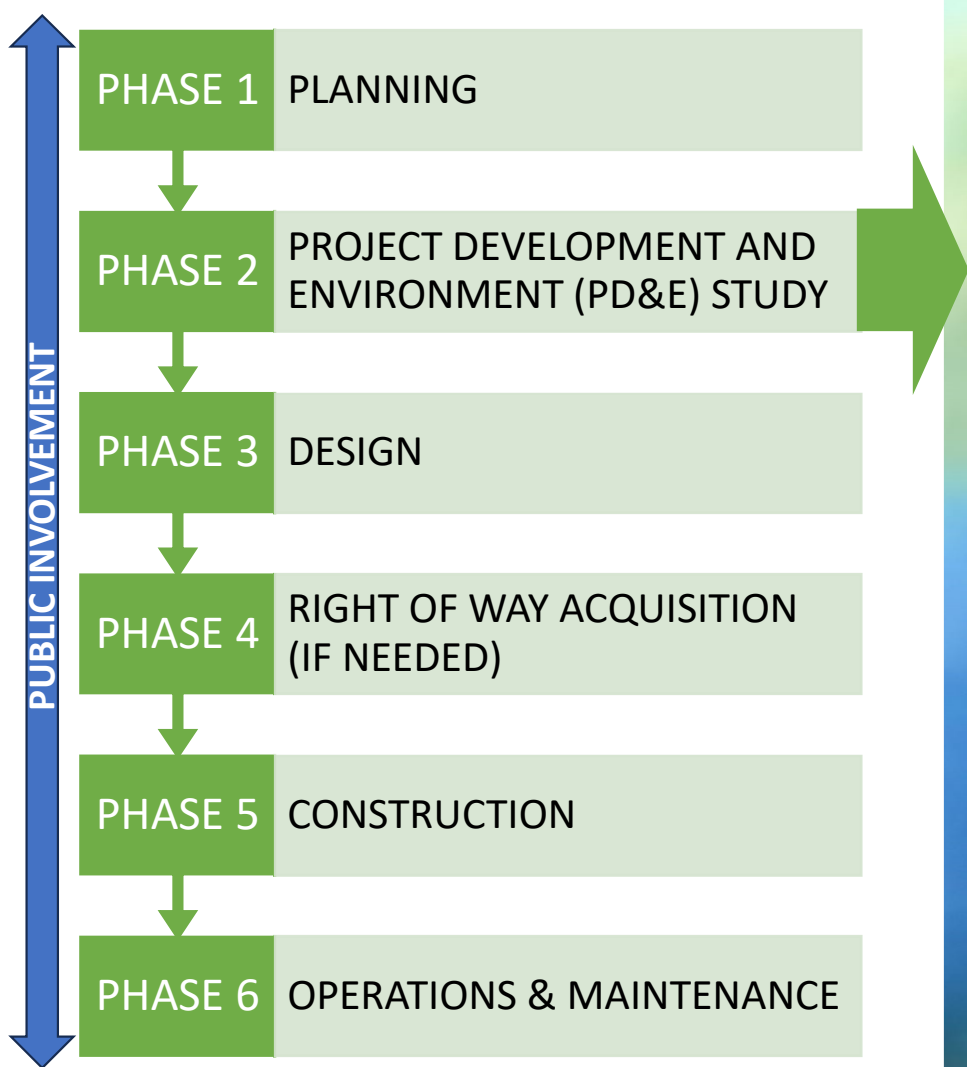 PUBLIC INVOLVEMENT
PHASE 1
PLANNING
PHASE 2
PROJECT DEVELOPMENT AND
ENVIRONMENT (PD&E) STUDY
PHASE 3
DESIGN
PHASE 4
RIGHT OF WAY ACQUISITION
(IF NEEDED)
PHASE 5
CONSTRUCTION
PHASE 6
OPERATIONS & MAINTENANCE